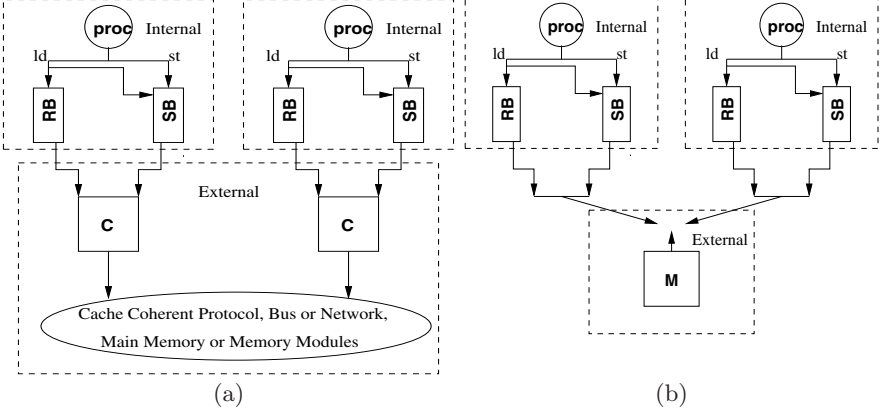 proc Internal
ld st
RB SB
proc Internal
ld st
RB SB
External
C C
Cache Coherent Protocol, Bus or Network,
Main Memory or Memory Modules
(a)
proc Internal
ld st
RB SB
proc Internal
ld st
RB SB
External
M
(b)